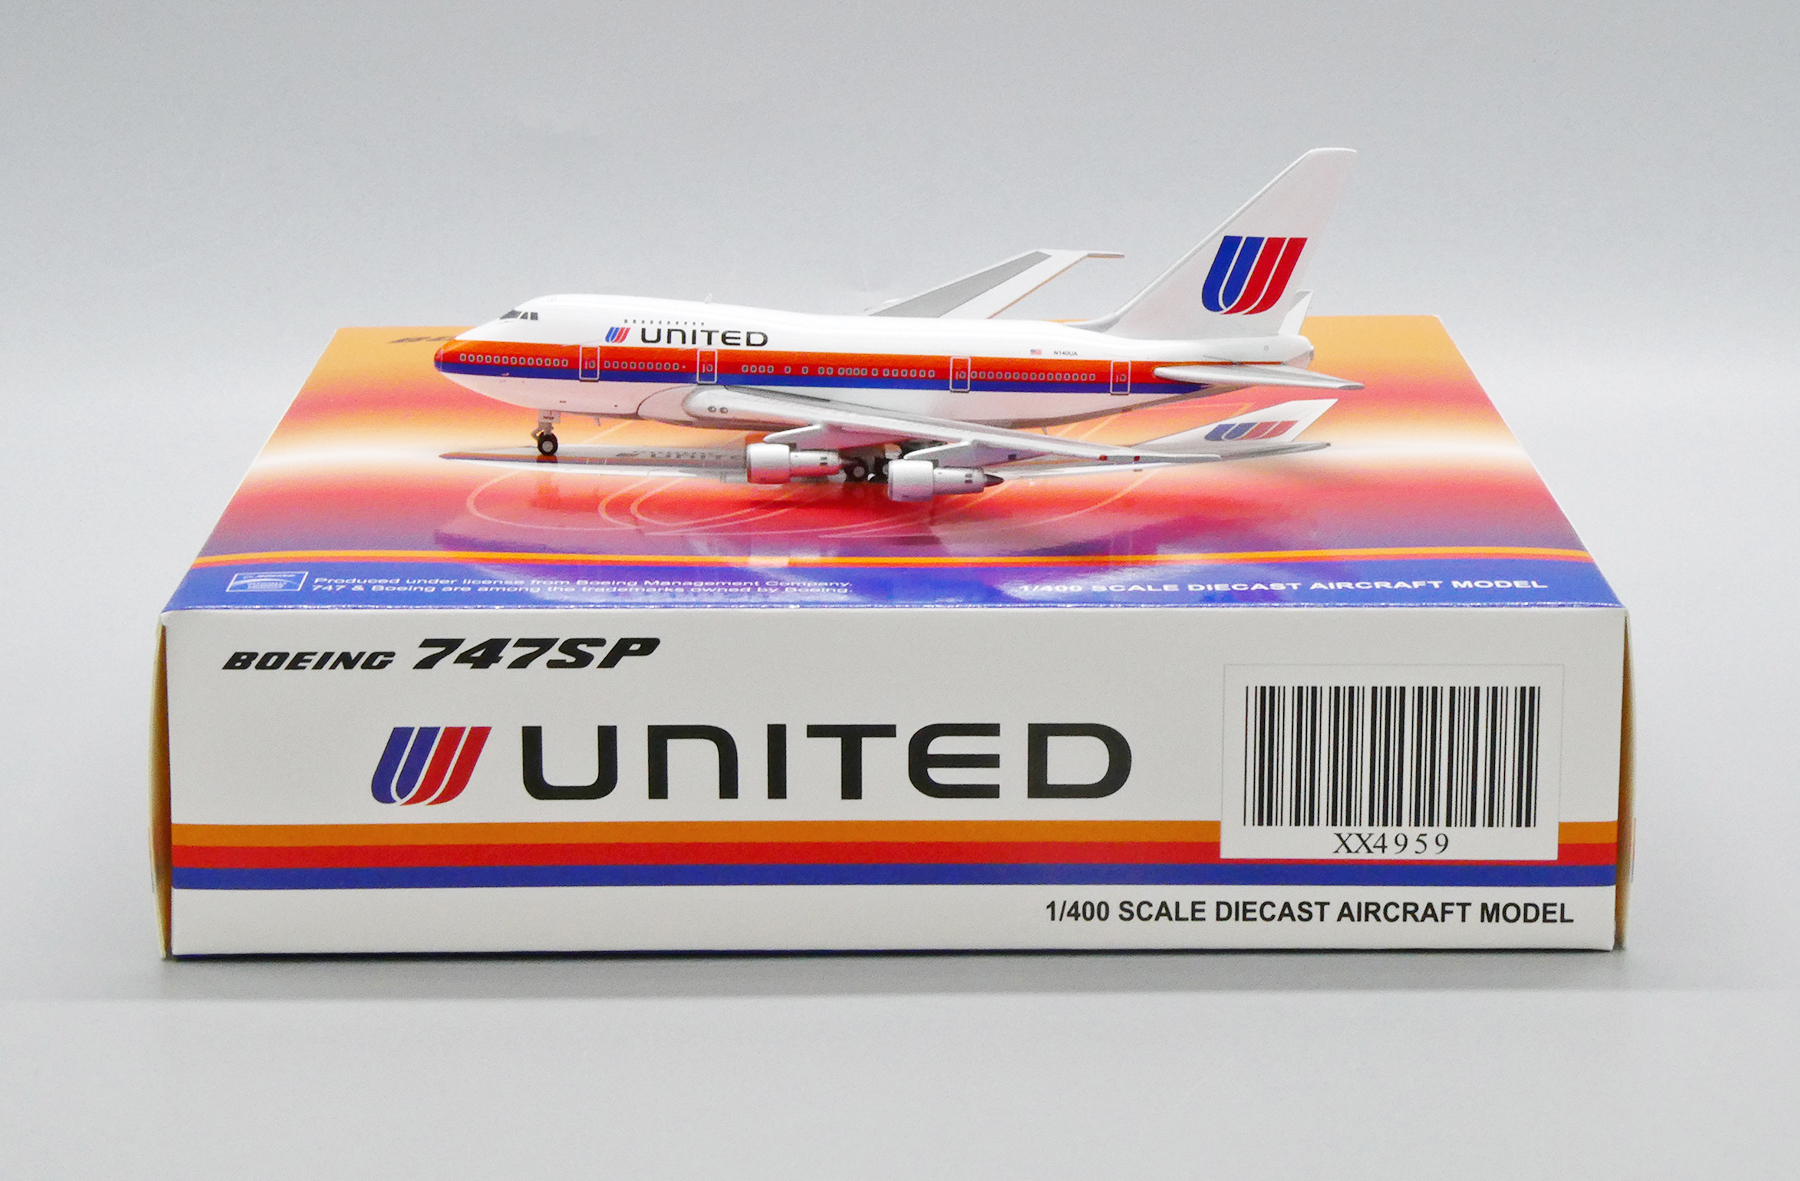 UNITED
N140UA
Produced under license from Boeing Management Company.
747 & Boeing are among the trademarks owned by Boeing.
1/400 SCALE DIECAST AIRCRAFT MODEL
BOEING 747SP
UNITED
XX4959
1/400 SCALE DIECAST AIRCRAFT MODEL